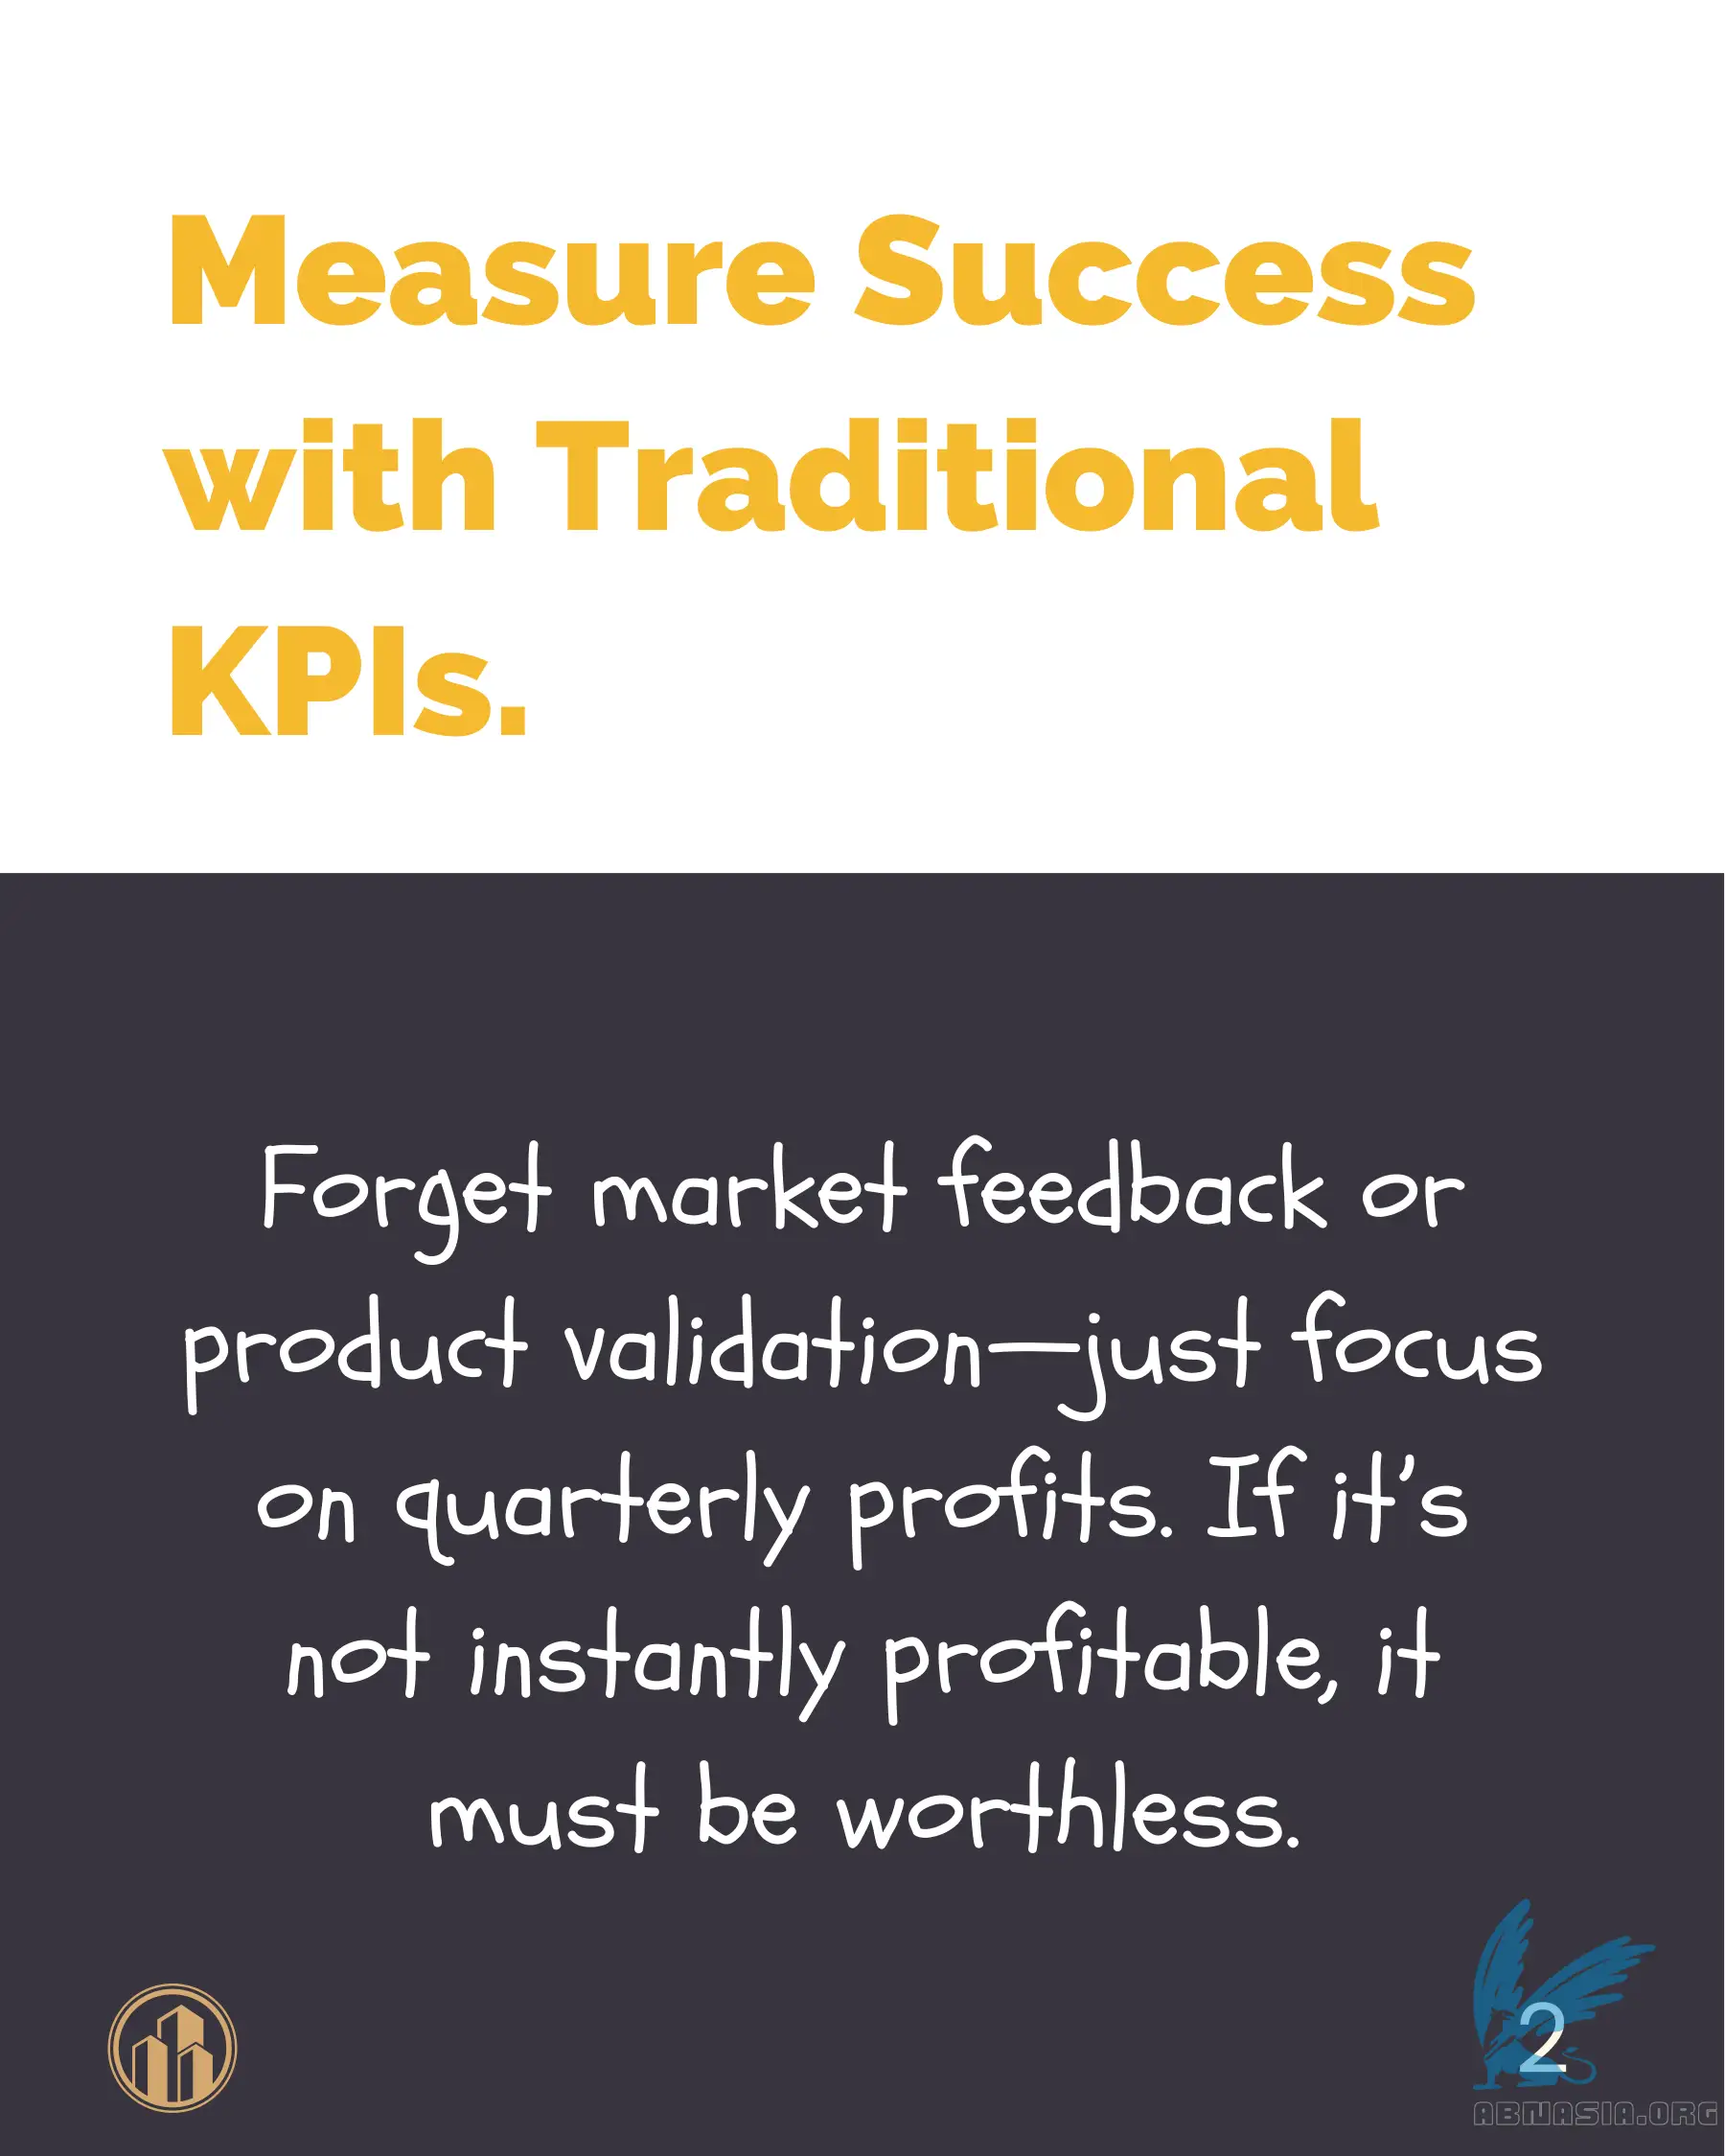 Measure Success
with Traditional
KPIs.
Forget market feedback or
product validation—just focus
on quarterly profits. If it's
not instantly profitable, it
must be worthless.
2
ABNASIA.ORG